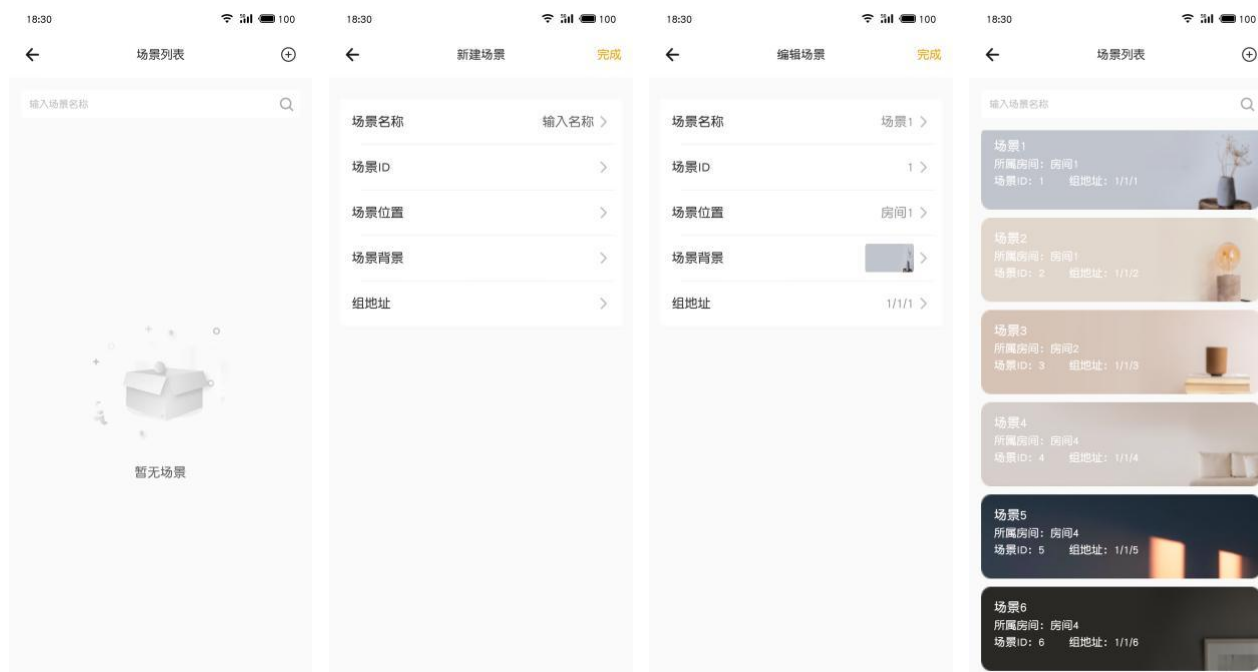 18:30
100
场景列表
输入场景名称
暂无场景
18:30
100
新建场景
完成
场景名称
输入名称
场景ID
场景位置
场景背景
组地址
18:30
100
编辑场景
完成
场景名称
场景1
场景ID
1
场景位置
房间1
场景背景
组地址
1/1/1
18:30
100
场景列表
输入场景名称
场景1
所属房间：房间1
场景ID：1 组地址：1/1/1
场景2
所属房间：房间1
场景ID：2 组地址：1/1/2
场景3
所属房间：房间2
场景ID：3 组地址：1/1/3
场景4
所属房间：房间4
场景ID：4 组地址：1/1/4
场景5
所属房间：房间4
场景ID：5 组地址：1/1/5
场景6
所属房间：房间4
场景ID：6 组地址：1/1/6